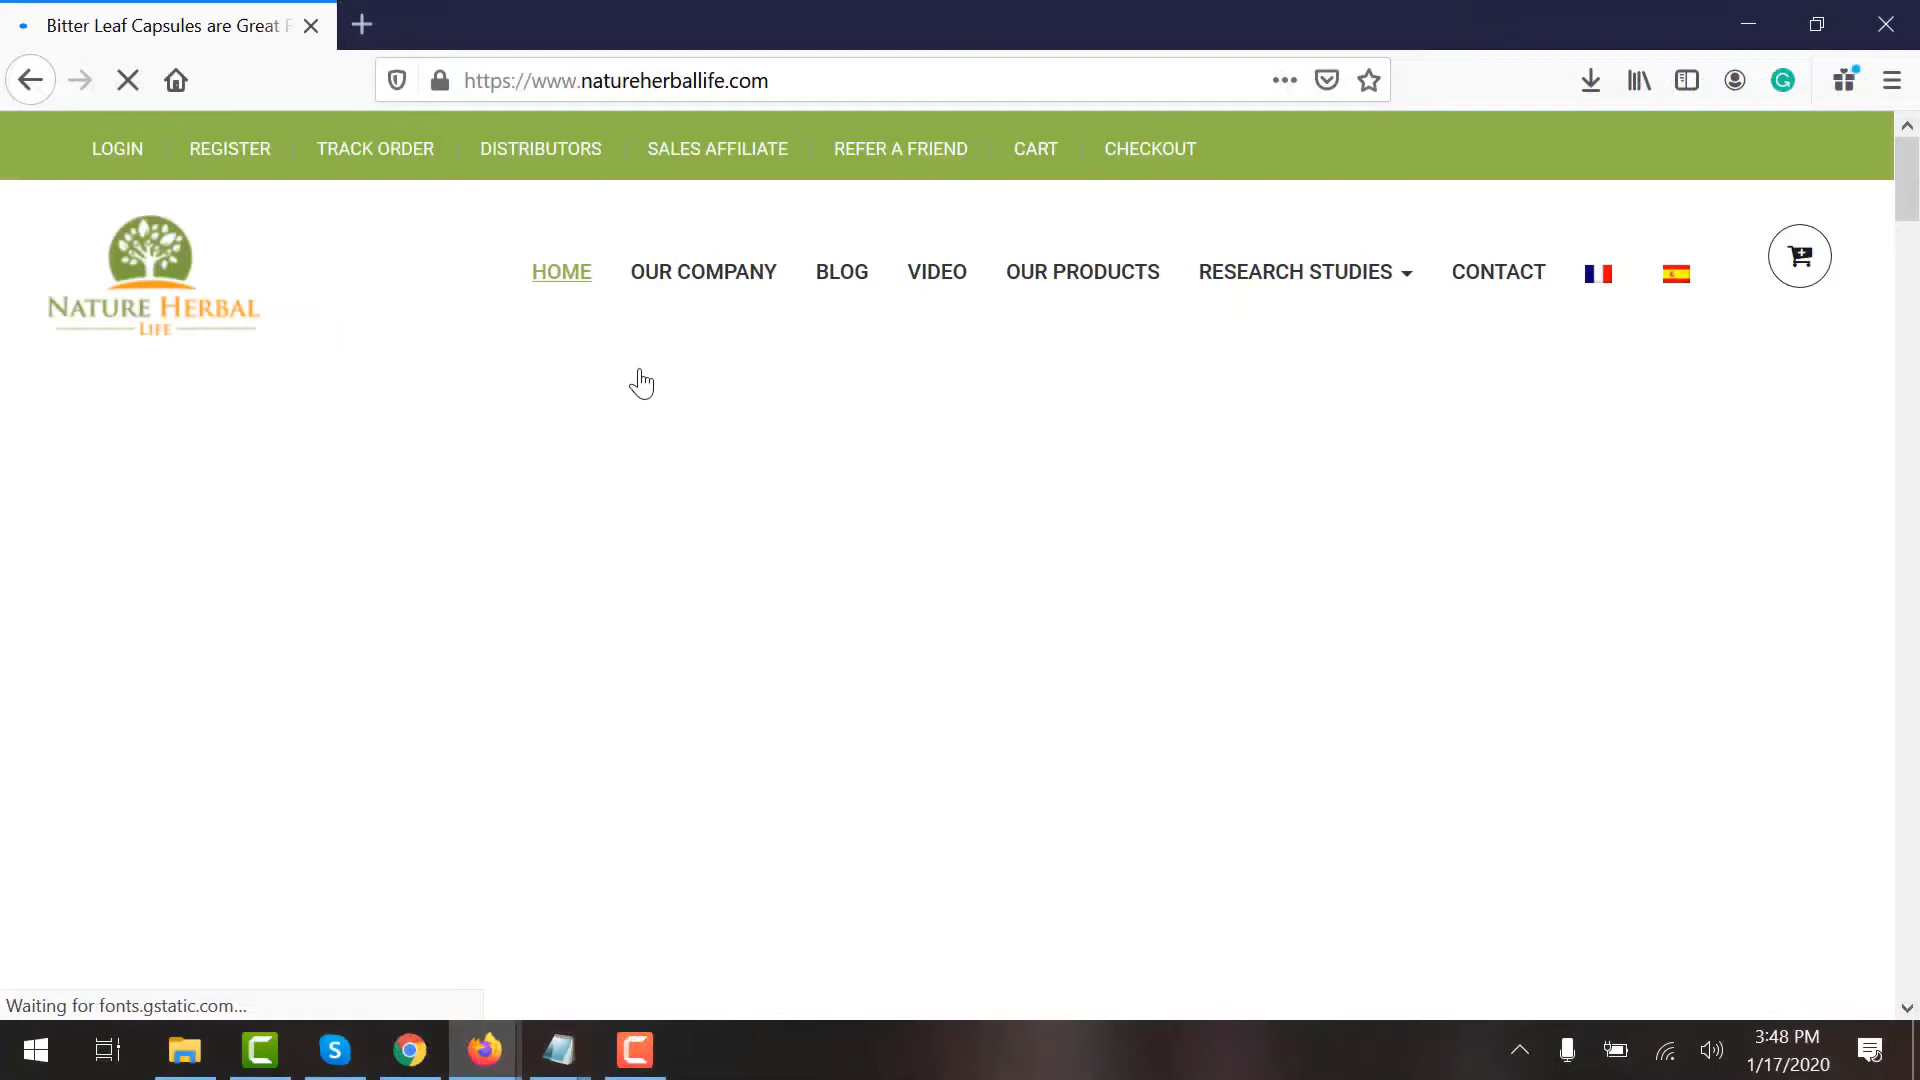 Bitter Leaf Capsules are Great
https://www.natureherballife.com
LOGIN REGISTER TRACK ORDER DISTRIBUTORS SALES AFFILIATE REFER A FRIEND CART CHECKOUT
NATURE HERBAL
LIFE
HOME OUR COMPANY BLOG VIDEO OUR PRODUCTS RESEARCH STUDIES CONTACT
Waiting for fonts.gstatic.com...
3:48 PM
1/17/2020